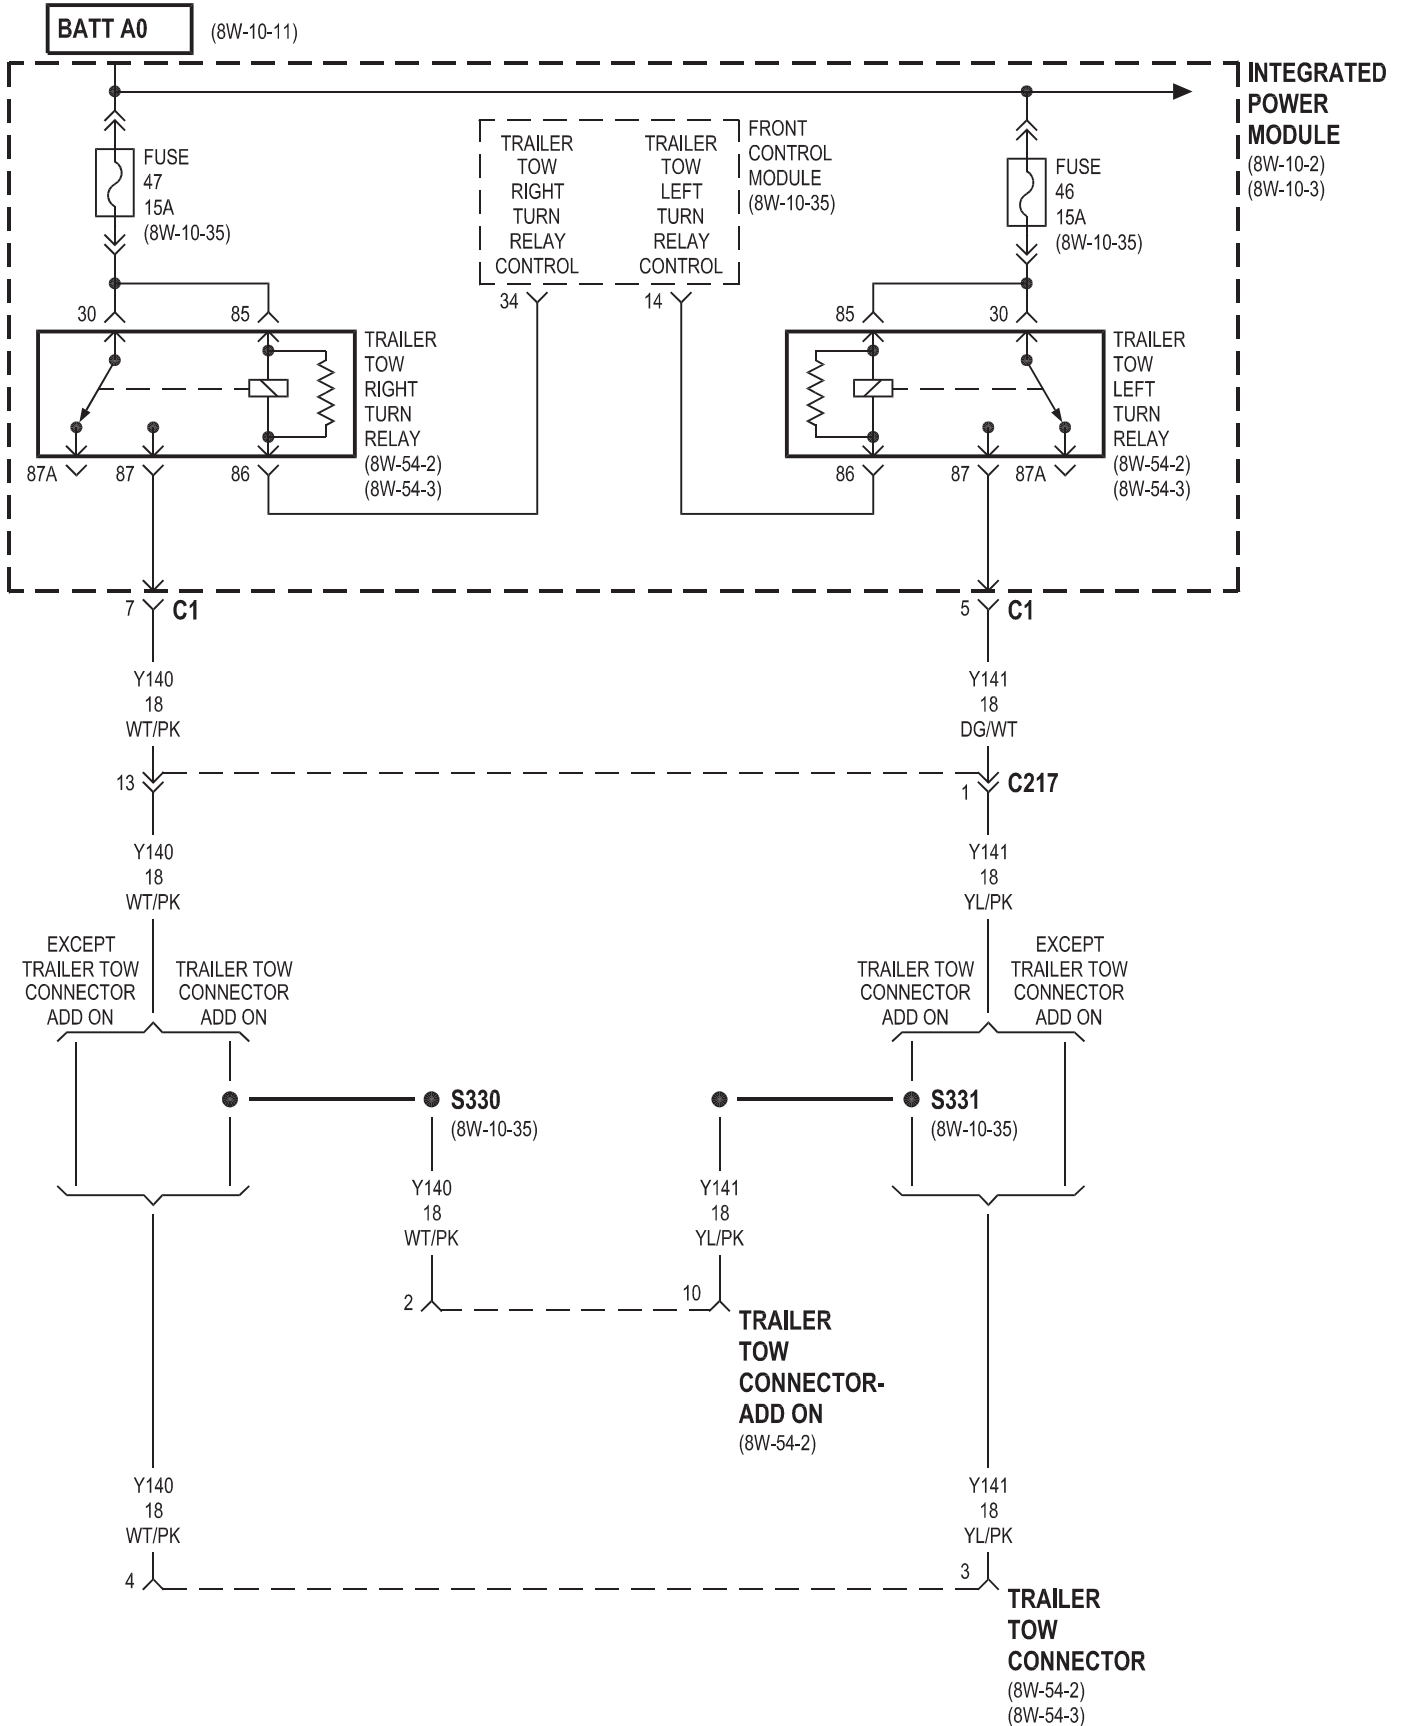 BATT A0
(8W-10-11)
INTEGRATED
POWER
MODULE
(8W-10-2)
(8W-10-3)
FUSE
47
15A
(8W-10-35)
TRAILER
TOW
RIGHT
TURN
RELAY
CONTROL
TRAILER
TOW
LEFT
TURN
RELAY
CONTROL
FRONT
CONTROL
MODULE
(8W-10-35)
FUSE
46
15A
(8W-10-35)
34
14
30
85
85
30
TRAILER
TOW
RIGHT
TURN
RELAY
(8W-54-2)
(8W-54-3)
TRAILER
TOW
LEFT
TURN
RELAY
(8W-54-2)
(8W-54-3)
87A
87
86
86
87
87A
7
C1
5
C1
Y140
18
WT/PK
Y141
18
DG/WT
13
1
C217
Y140
18
WT/PK
Y141
18
YL/PK
EXCEPT
TRAILER TOW
CONNECTOR
ADD ON
TRAILER TOW
CONNECTOR
ADD ON
TRAILER TOW
CONNECTOR
ADD ON
EXCEPT
TRAILER TOW
CONNECTOR
ADD ON
S330
(8W-10-35)
S331
(8W-10-35)
Y140
18
WT/PK
Y141
18
YL/PK
2
10
TRAILER
TOW
CONNECTOR-
ADD ON
(8W-54-2)
Y140
18
WT/PK
Y141
18
YL/PK
4
3
TRAILER
TOW
CONNECTOR
(8W-54-2)
(8W-54-3)